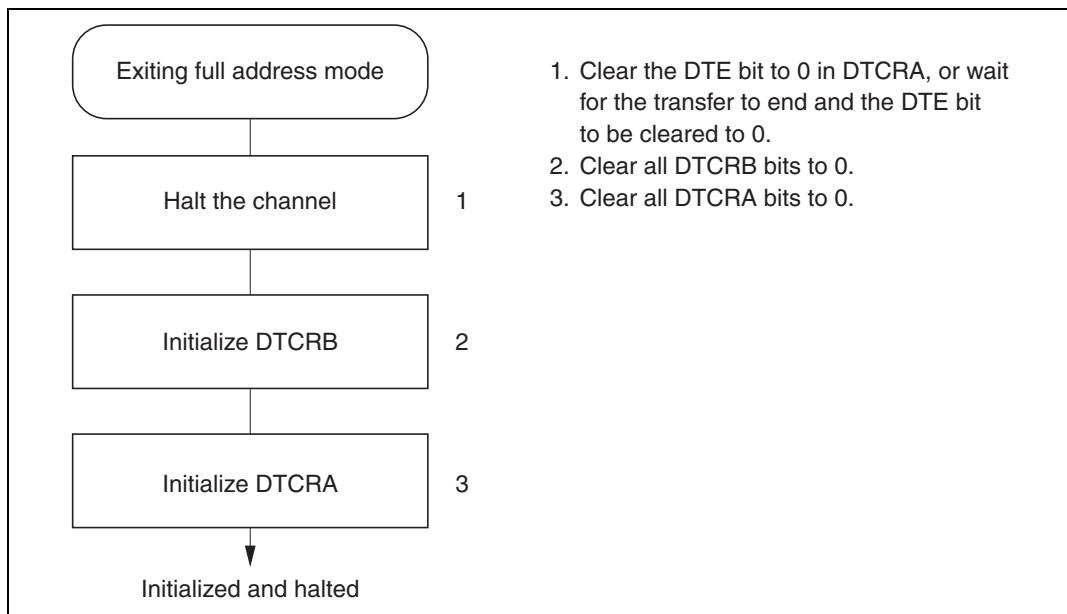 Exiting full address mode
Halt the channel
1
Initialize DTCRB
2
Initialize DTCRA
3
Initialized and halted
1. Clear the DTE bit to 0 in DTCRA, or wait
for the transfer to end and the DTE bit
to be cleared to 0.
2. Clear all DTCRB bits to 0.
3. Clear all DTCRA bits to 0.